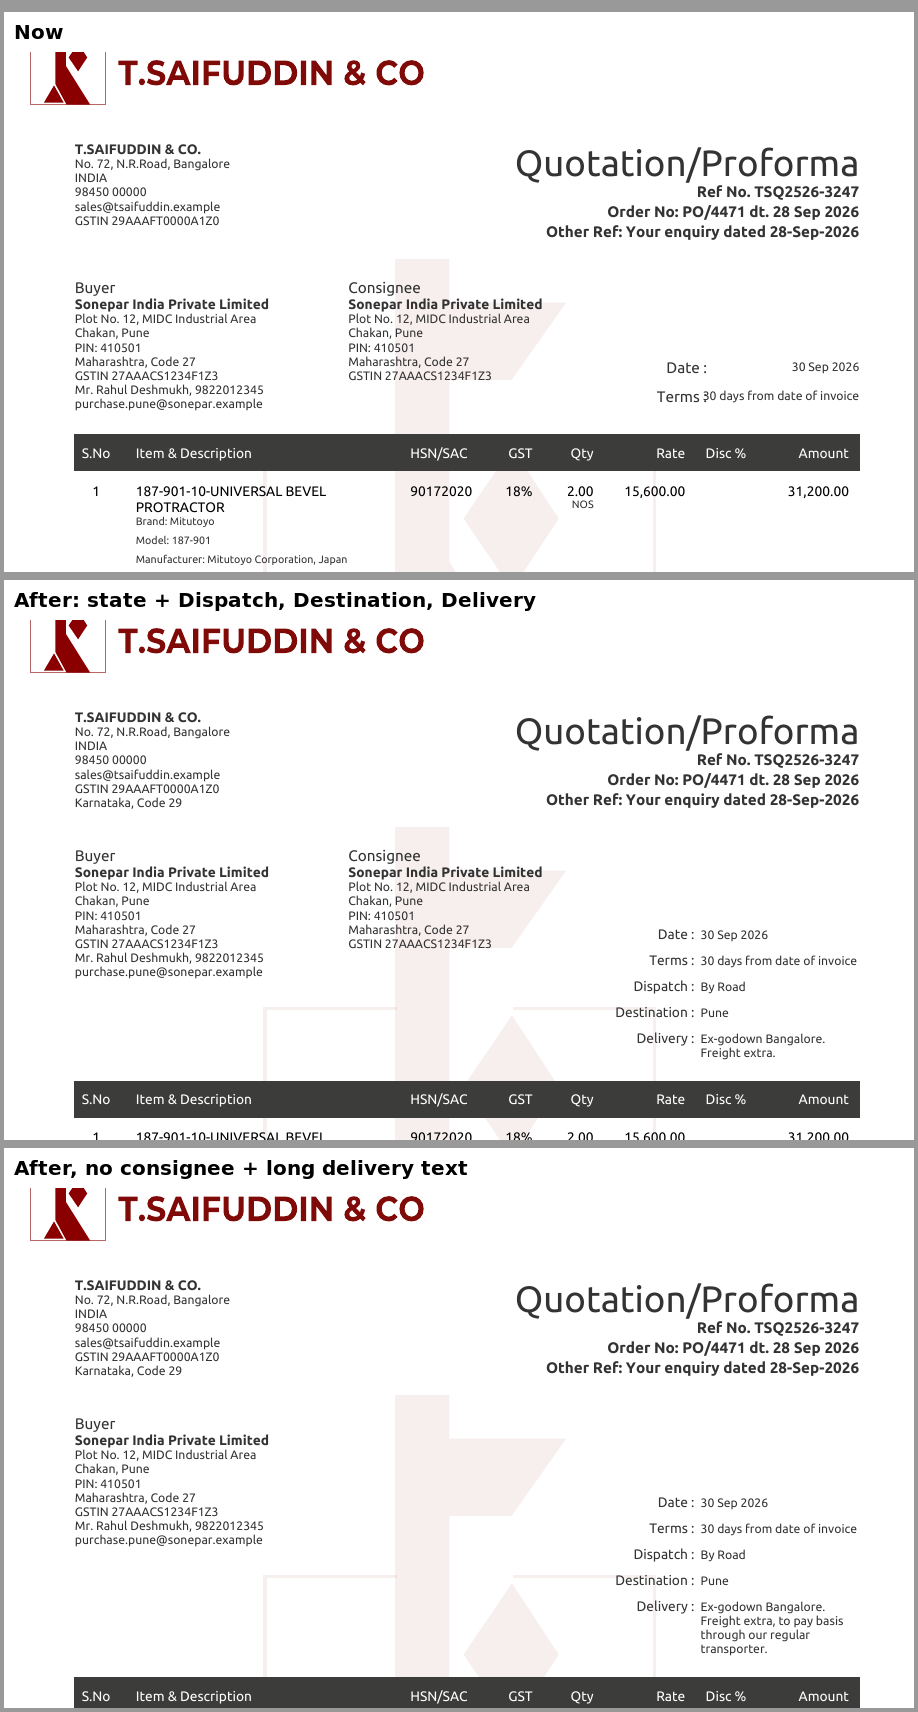 Now
T.SAIFUDDIN & CO
T.SAIFUDDIN & CO.
No. 72, N.R.Road, Bangalore
INDIA
98450 00000
sales@tsaifuddin.example
GSTIN 29AAAFT0000A1Z0
Quotation/Proforma
Ref No. TSQ2526-3247
Order No: PO/4471 dt. 28 Sep 2026
Other Ref: Your enquiry dated 28-Sep-2026
Buyer
Sonepar India Private Limited
Plot No. 12, MIDC Industrial Area
Chakan, Pune
PIN: 410501
Maharashtra, Code 27
GSTIN 27AAACS1234F1Z3
Mr. Rahul Deshmukh, 9822012345
purchase.pune@sonepar.example
Consignee
Sonepar India Private Limited
Plot No. 12, MIDC Industrial Area
Chakan, Pune
PIN: 410501
Maharashtra, Code 27
GSTIN 27AAACS1234F1Z3
Date : 30 Sep 2026
Terms : 30 days from date of invoice
S.No Item & Description HSN/SAC GST Qty Rate Disc % Amount
1 187-901-10-UNIVERSAL BEVEL 90172020 18% 2.00 15,600.00 31,200.00
PROTRACTOR NOS
Brand: Mitutoyo
Model: 187-901
Manufacturer: Mitutoyo Corporation, Japan
After: state + Dispatch, Destination, Delivery
T.SAIFUDDIN & CO
T.SAIFUDDIN & CO.
No. 72, N.R.Road, Bangalore
INDIA
98450 00000
sales@tsaifuddin.example
GSTIN 29AAAFT0000A1Z0
Karnataka, Code 29
Quotation/Proforma
Ref No. TSQ2526-3247
Order No: PO/4471 dt. 28 Sep 2026
Other Ref: Your enquiry dated 28-Sep-2026
Buyer
Sonepar India Private Limited
Plot No. 12, MIDC Industrial Area
Chakan, Pune
PIN: 410501
Maharashtra, Code 27
GSTIN 27AAACS1234F1Z3
Mr. Rahul Deshmukh, 9822012345
purchase.pune@sonepar.example
Consignee
Sonepar India Private Limited
Plot No. 12, MIDC Industrial Area
Chakan, Pune
PIN: 410501
Maharashtra, Code 27
GSTIN 27AAACS1234F1Z3
Date : 30 Sep 2026
Terms : 30 days from date of invoice
Dispatch : By Road
Destination : Pune
Delivery : Ex-godown Bangalore.
Freight extra.
S.No Item & Description HSN/SAC GST Qty Rate Disc % Amount
1 187-901-10-UNIVERSAL BEVEL 90172020 18% 2.00 15,600.00 31,200.00
After, no consignee + long delivery text
T.SAIFUDDIN & CO
T.SAIFUDDIN & CO.
No. 72, N.R.Road, Bangalore
INDIA
98450 00000
sales@tsaifuddin.example
GSTIN 29AAAFT0000A1Z0
Karnataka, Code 29
Quotation/Proforma
Ref No. TSQ2526-3247
Order No: PO/4471 dt. 28 Sep 2026
Other Ref: Your enquiry dated 28-Sep-2026
Buyer
Sonepar India Private Limited
Plot No. 12, MIDC Industrial Area
Chakan, Pune
PIN: 410501
Maharashtra, Code 27
GSTIN 27AAACS1234F1Z3
Mr. Rahul Deshmukh, 9822012345
purchase.pune@sonepar.example
Date : 30 Sep 2026
Terms : 30 days from date of invoice
Dispatch : By Road
Destination : Pune
Delivery : Ex-godown Bangalore.
Freight extra, to pay basis
through our regular
transporter.
S.No Item & Description HSN/SAC GST Qty Rate Disc % Amount